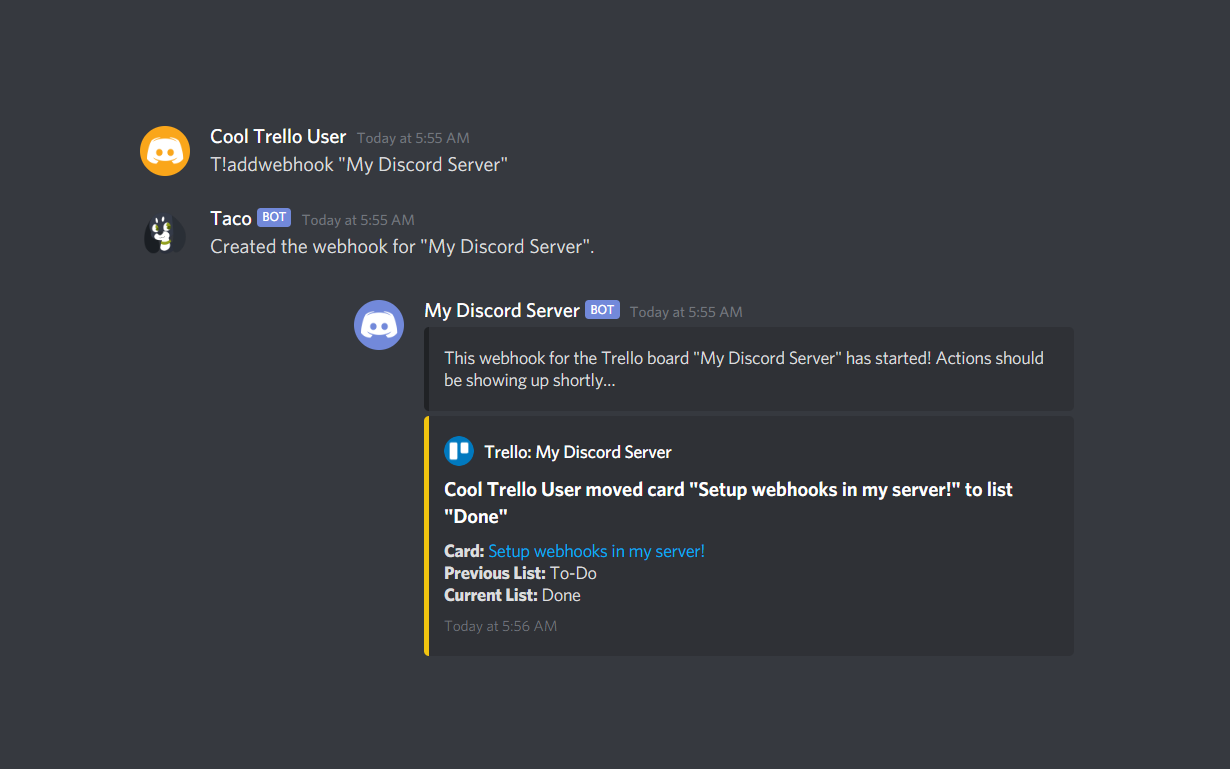 Cool Trello User Today at 5:55 AM
T!addwebhook "My Discord Server"
Taco BOT Today at 5:55 AM
Created the webhook for "My Discord Server".
My Discord Server BOT Today at 5:55 AM
This webhook for the Trello board "My Discord Server" has started! Actions should
be showing up shortly...
Trello: My Discord Server
Cool Trello User moved card "Setup webhooks in my server!" to list
"Done"
Card: Setup webhooks in my server!
Previous List: To-Do
Current List: Done
Today at 5:56 AM